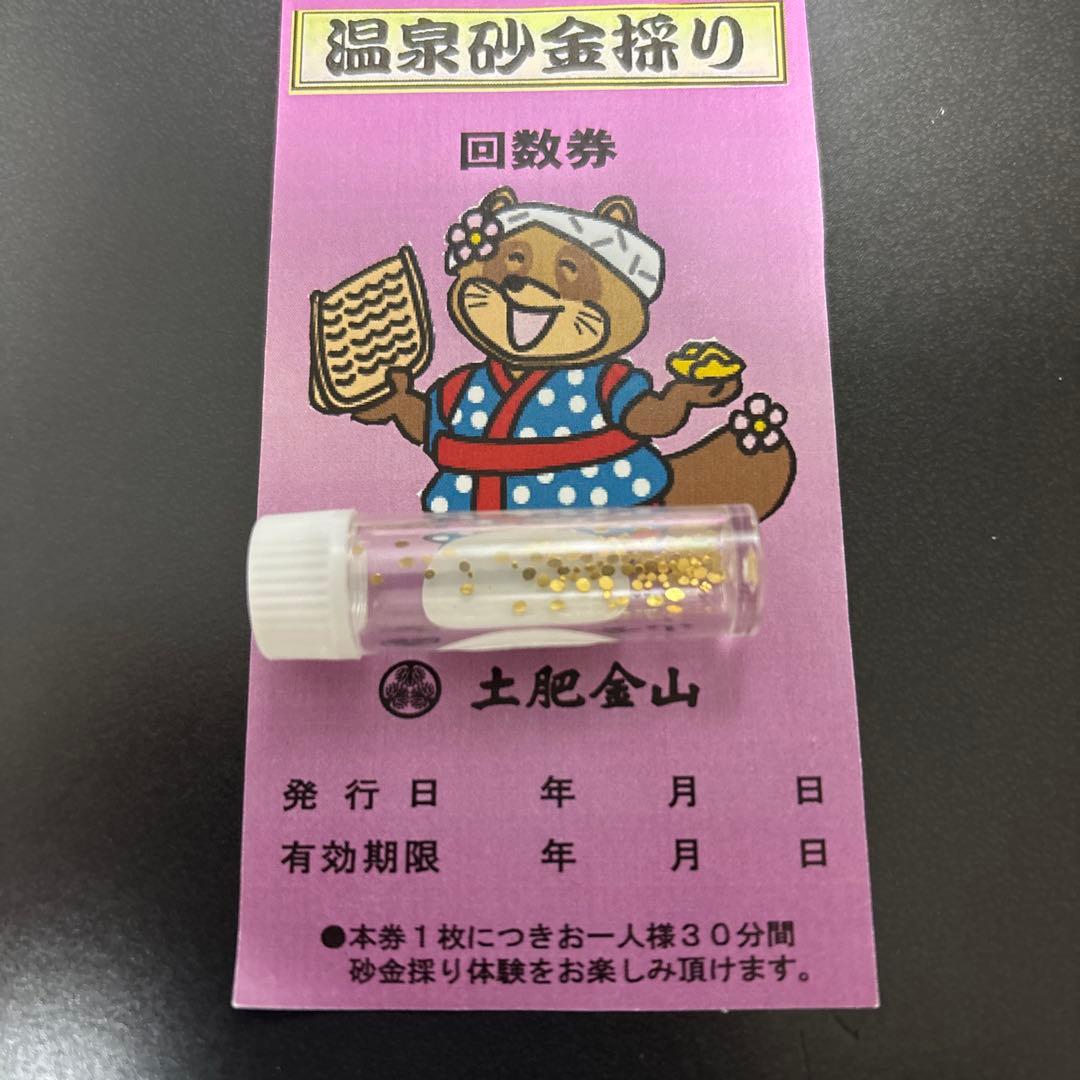 温泉砂金採り
回数券
土肥金山
発行日 年 月 日
有効期限 年 月 日
●本券1枚につきお一人様30分間
砂金採り体験をお楽しみ頂けます。